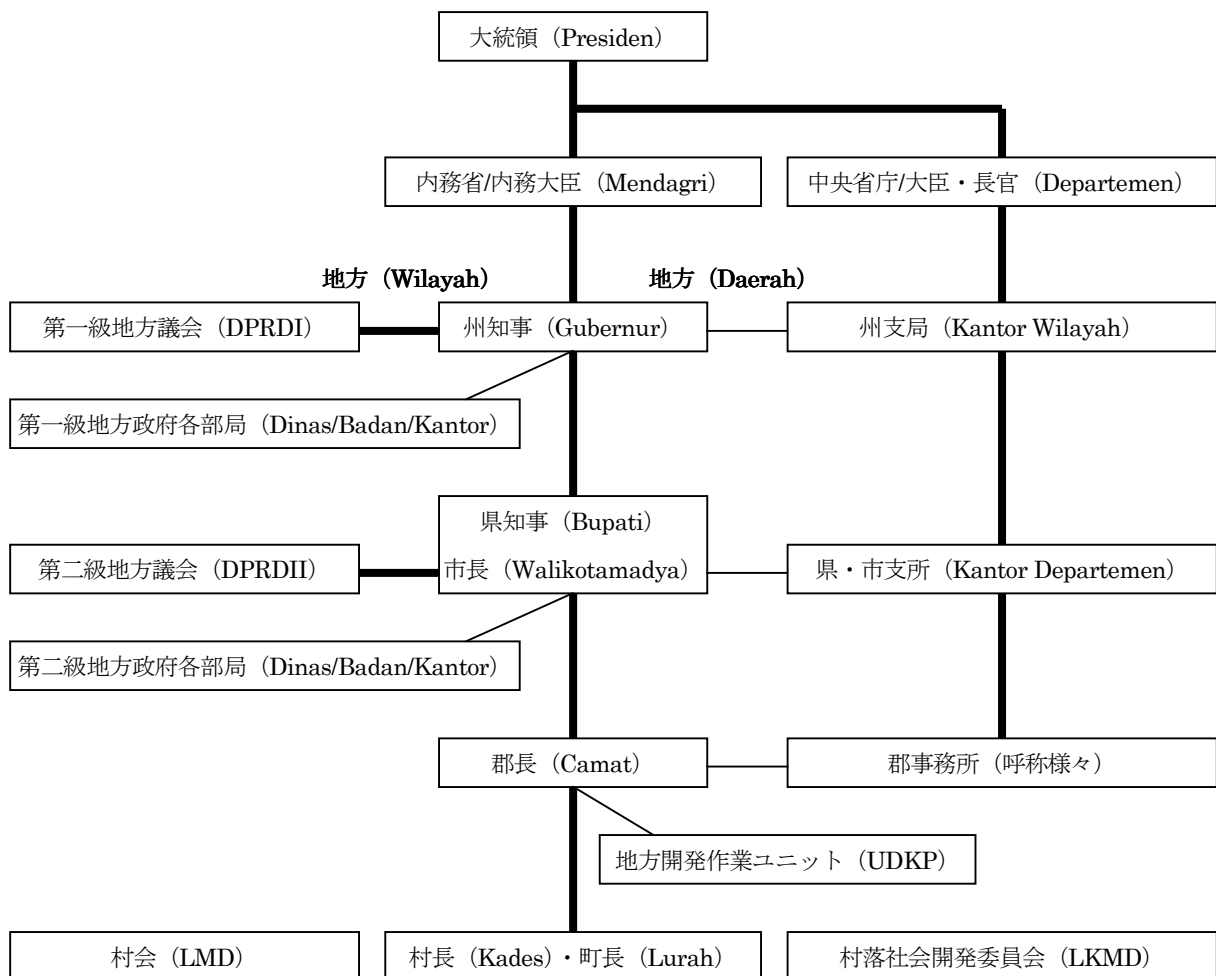 大統領（Presiden）
内務省/内務大臣（Mendagri）
中央省庁/大臣・長官（Departemen）
地方（Wilayah）
地方（Daerah）
第一級地方議会（DPRDI）
州知事（Gubernur）
州支局（Kantor Wilayah）
第一級地方政府各部局（Dinas/Badan/Kantor）
県知事（Bupati）
市長（Walikotamadya）
第二級地方議会（DPRDII）
県・市支所（Kantor Departemen）
第二級地方政府各部局（Dinas/Badan/Kantor）
郡長（Camat）
郡事務所（呼称様々）
地方開発作業ユニット（UDKP）
村会（LMD）
村長（Kades）・町長（Lurah）
村落社会開発委員会（LKMD）